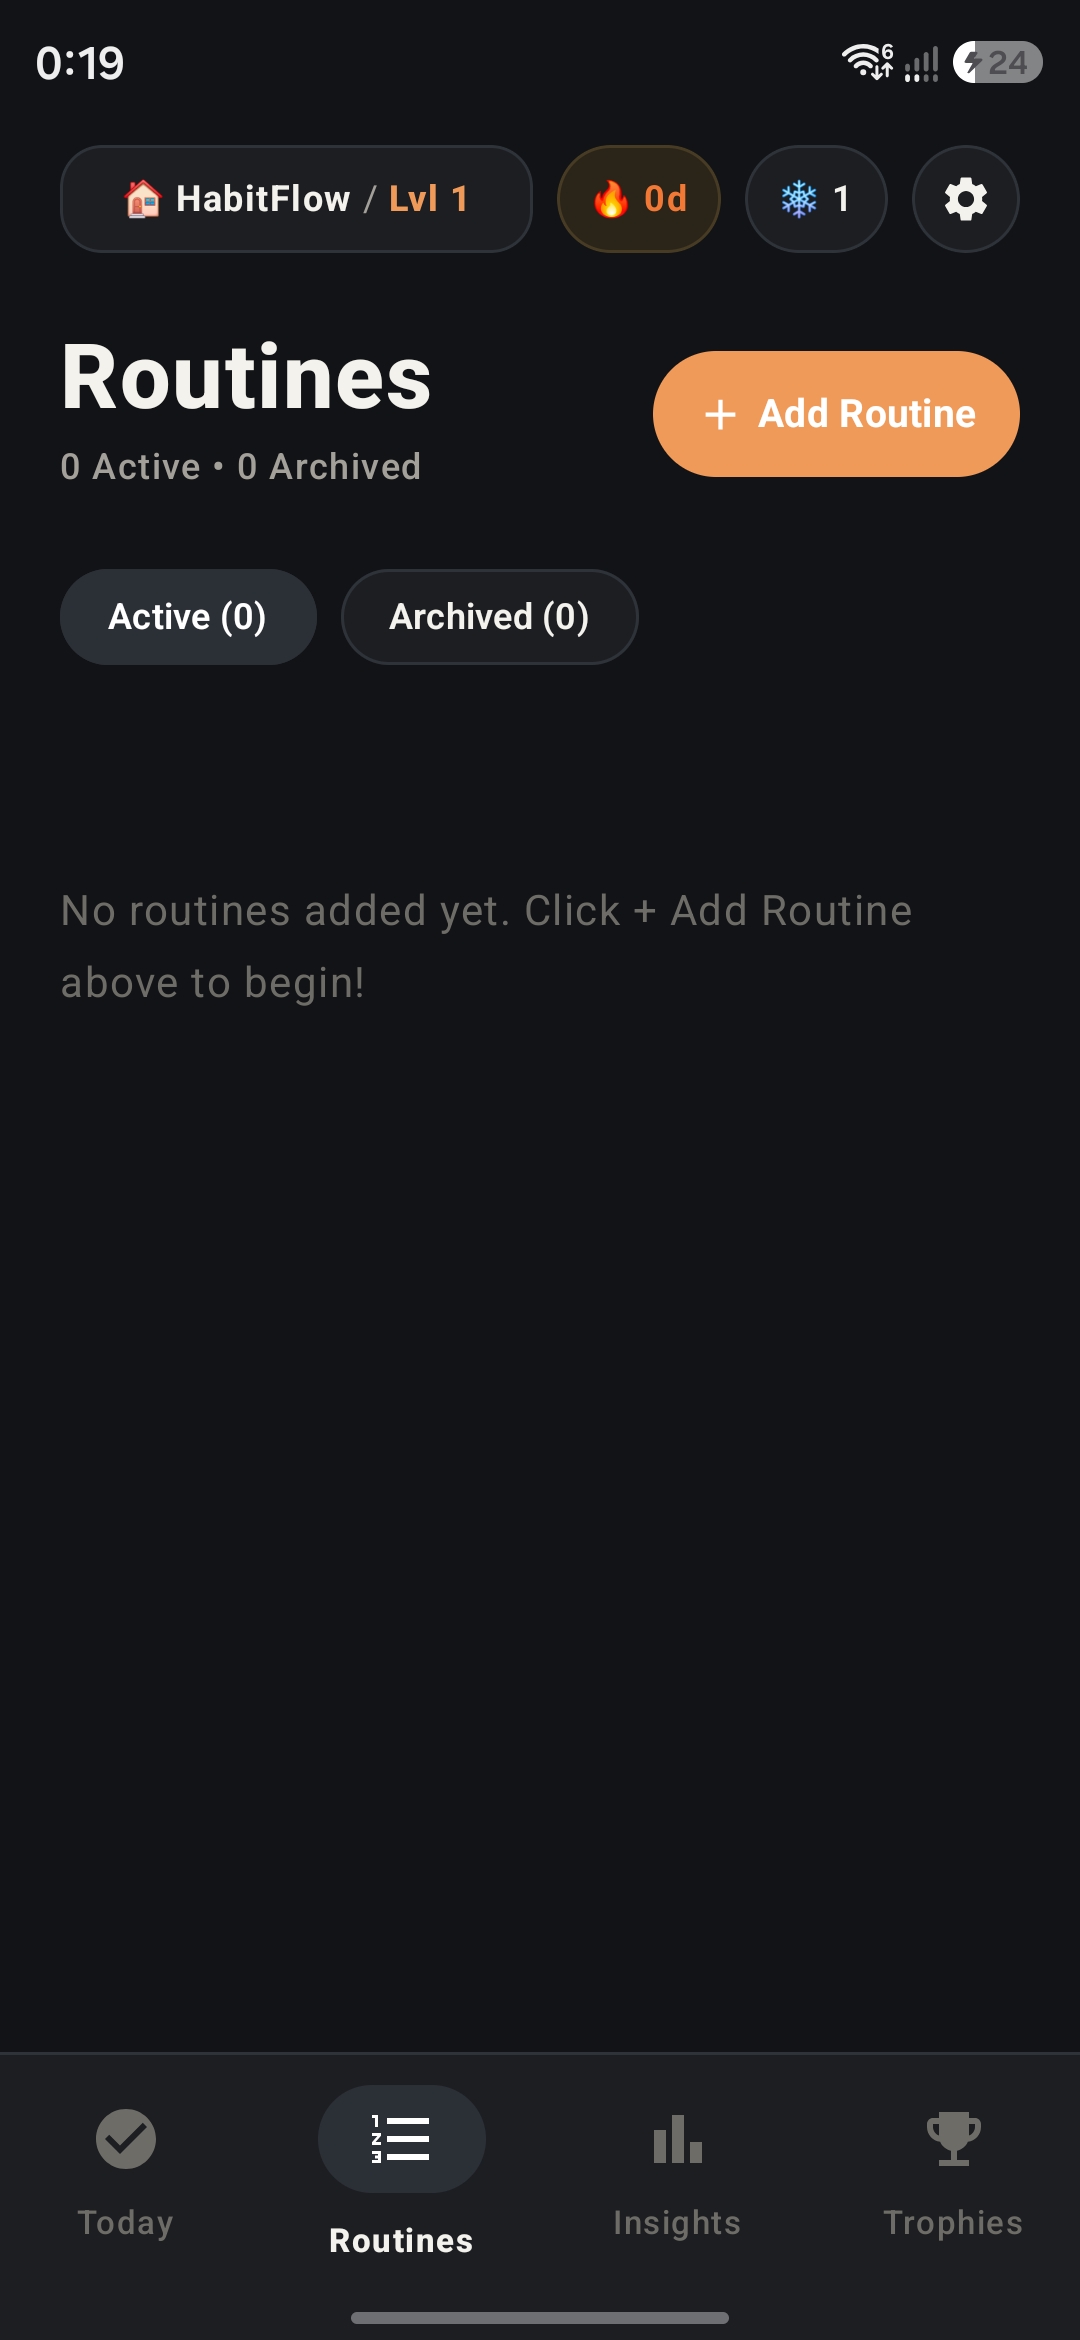 0:19
6
24
HabitFlow / Lvl 1
0d
1
Routines
0 Active • 0 Archived
+ Add Routine
Active (0)
Archived (0)
No routines added yet. Click + Add Routine
above to begin!
Today
Routines
Insights
Trophies